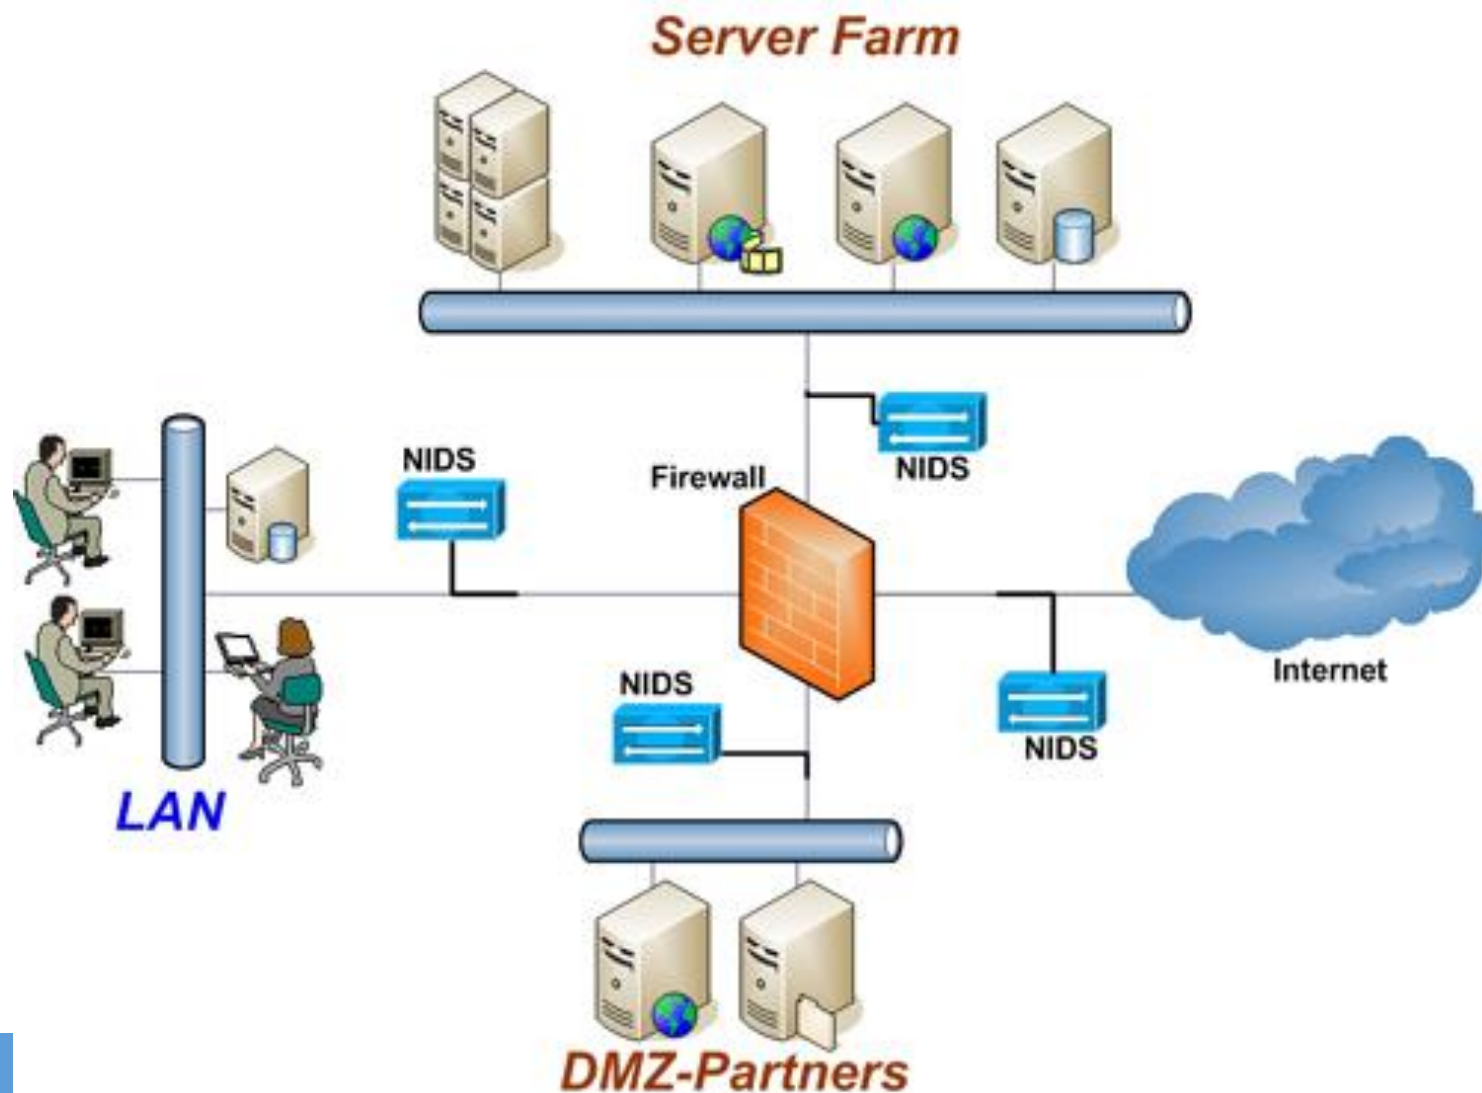 Server Farm
NIDS
Firewall
NIDS
Internet
NIDS
NIDS
LAN
DMZ-Partners